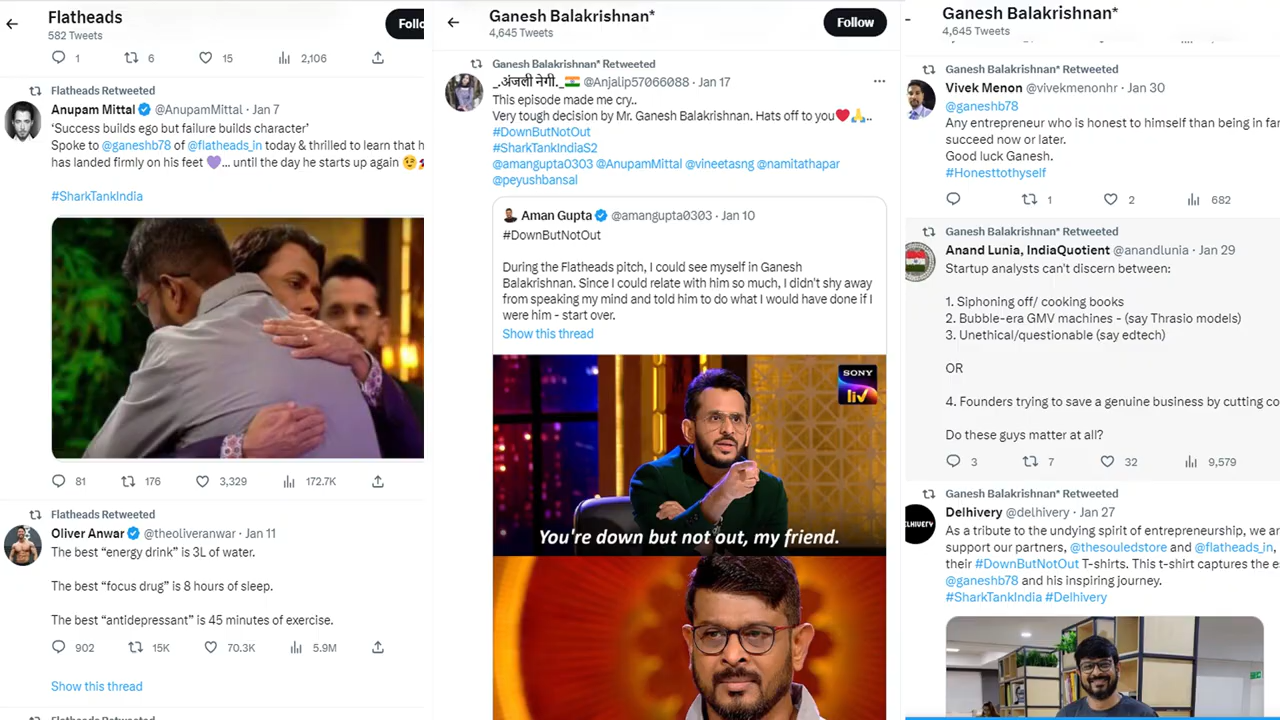 Flatheads
582 Tweets
1 6 15 2,106
Flatheads Retweeted
Anupam Mittal @AnupamMittal · Jan 7
‘Success builds ego but failure builds character’
Spoke to @ganeshb78 of @flatheads_in today & thrilled to learn that h
has landed firmly on his feet 💜... until the day he starts up again 😉
#SharkTankIndia
81 176 3,329 172.7K
Flatheads Retweeted
Oliver Anwar @theoliveranwar · Jan 11
The best “energy drink” is 3L of water.
The best “focus drug” is 8 hours of sleep.
The best “antidepressant” is 45 minutes of exercise.
902 15K 70.3K 5.9M
Show this thread
Flatheads Retweeted
Ganesh Balakrishnan*
4,645 Tweets
Follow
Ganesh Balakrishnan* Retweeted
_.अंजली नेगी._🇮🇳 @Anjalip57066088 · Jan 17
This episode made me cry..
Very tough decision by Mr. Ganesh Balakrishnan. Hats off to you❤️🙏..
#DownButNotOut
#SharkTankIndiaS2
@amangupta0303 @AnupamMittal @vineetasng @namitathapar
@peyushbansal
Aman Gupta @amangupta0303 · Jan 10
#DownButNotOut
During the Flatheads pitch, I could see myself in Ganesh
Balakrishnan. Since I could relate with him so much, I didn't shy away
from speaking my mind and told him to do what I would have done if I
were him - start over.
Show this thread
SONY
liv
You're down but not out, my friend.
Ganesh Balakrishnan*
4,645 Tweets
Ganesh Balakrishnan* Retweeted
Vivek Menon @vivekmenonhr · Jan 30
@ganeshb78
Any entrepreneur who is honest to himself than being in fan
succeed now or later.
Good luck Ganesh.
#Honesttothyself
1 2 682
Ganesh Balakrishnan* Retweeted
Anand Lunia, IndiaQuotient @anandlunia · Jan 29
Startup analysts can't discern between:
1. Siphoning off/ cooking books
2. Bubble-era GMV machines - (say Thrasio models)
3. Unethical/questionable (say edtech)
OR
4. Founders trying to save a genuine business by cutting co
Do these guys matter at all?
3 7 32 9,579
Ganesh Balakrishnan* Retweeted
Delhivery @delhivery · Jan 27
As a tribute to the undying spirit of entrepreneurship, we ar
support our partners, @thesouledstore and @flatheads_in,
their #DownButNotOut T-shirts. This t-shirt captures the e
@ganeshb78 and his inspiring journey.
#SharkTankIndia #Delhivery